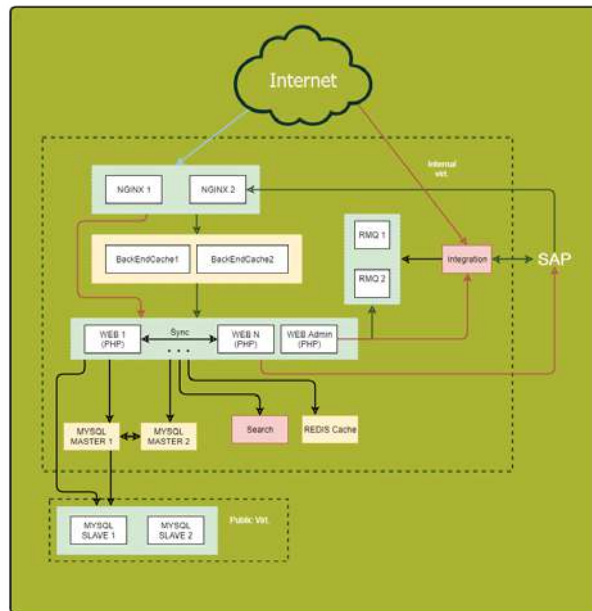 Internet
Internal
virt.
NGINX 1
NGINX 2
RMQ 1
BackEndCache1
BackEndCache2
Integration
SAP
RMQ 2
WEB 1
(PHP)
Sync
. . .
WEB N
(PHP)
WEB Admin
(PHP)
MYSQL
MASTER 1
MYSQL
MASTER 2
Search
REDIS Cache
Public Virt.
MYSQL
SLAVE 1
MYSQL
SLAVE 2